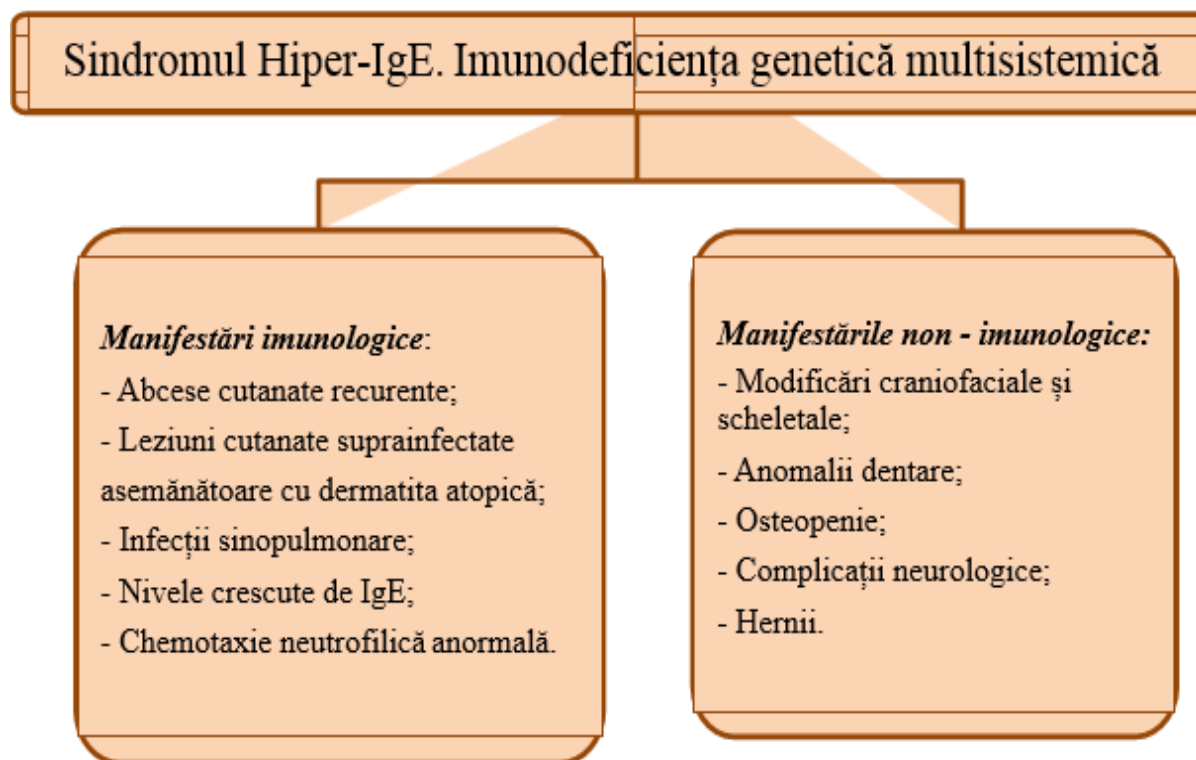 Sindromul Hiper-IgE. Imunodeficiența genetică multisistemică
Manifestări imunologice:
- Abcese cutanate recurente;
- Leziuni cutanate suprainfectate
asemănătoare cu dermatita atopică;
- Infecții sinopulmonare;
- Nivele crescute de IgE;
- Chemotaxie neutrofilică anormală.
Manifestările non - imunologice:
- Modificări craniofaciale și
scheletale;
- Anomalii dentare;
- Osteopenie;
- Complicații neurologice;
- Hernii.